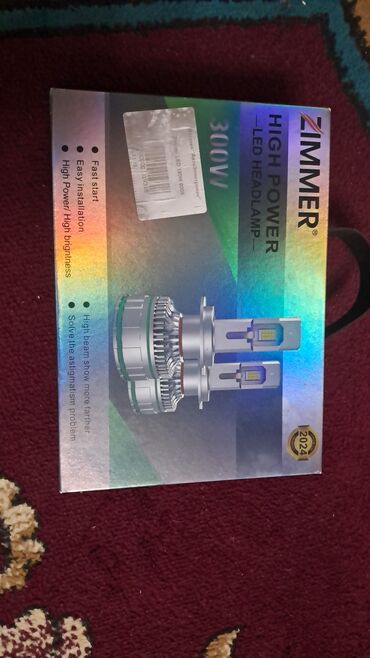 ZIMMER®
HIGH POWER
—LED HEADLAMP—
300W
Fast start
Easy installation
High Power/ High brightness
High beam show more farther
Solve the astigmatism problem
2024